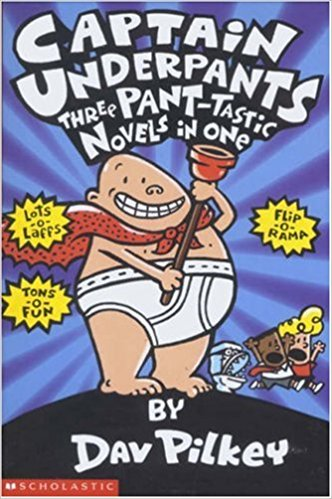 CAPTAIN
UNDERPANTS
THREE PANT-TASTIC
NOVELS IN ONE
LOTS
-O-
LAFFS
FLIP
-O-
RAMA
TONS
-O-
FUN
BY
DAV PILKEY
SCHOLASTIC